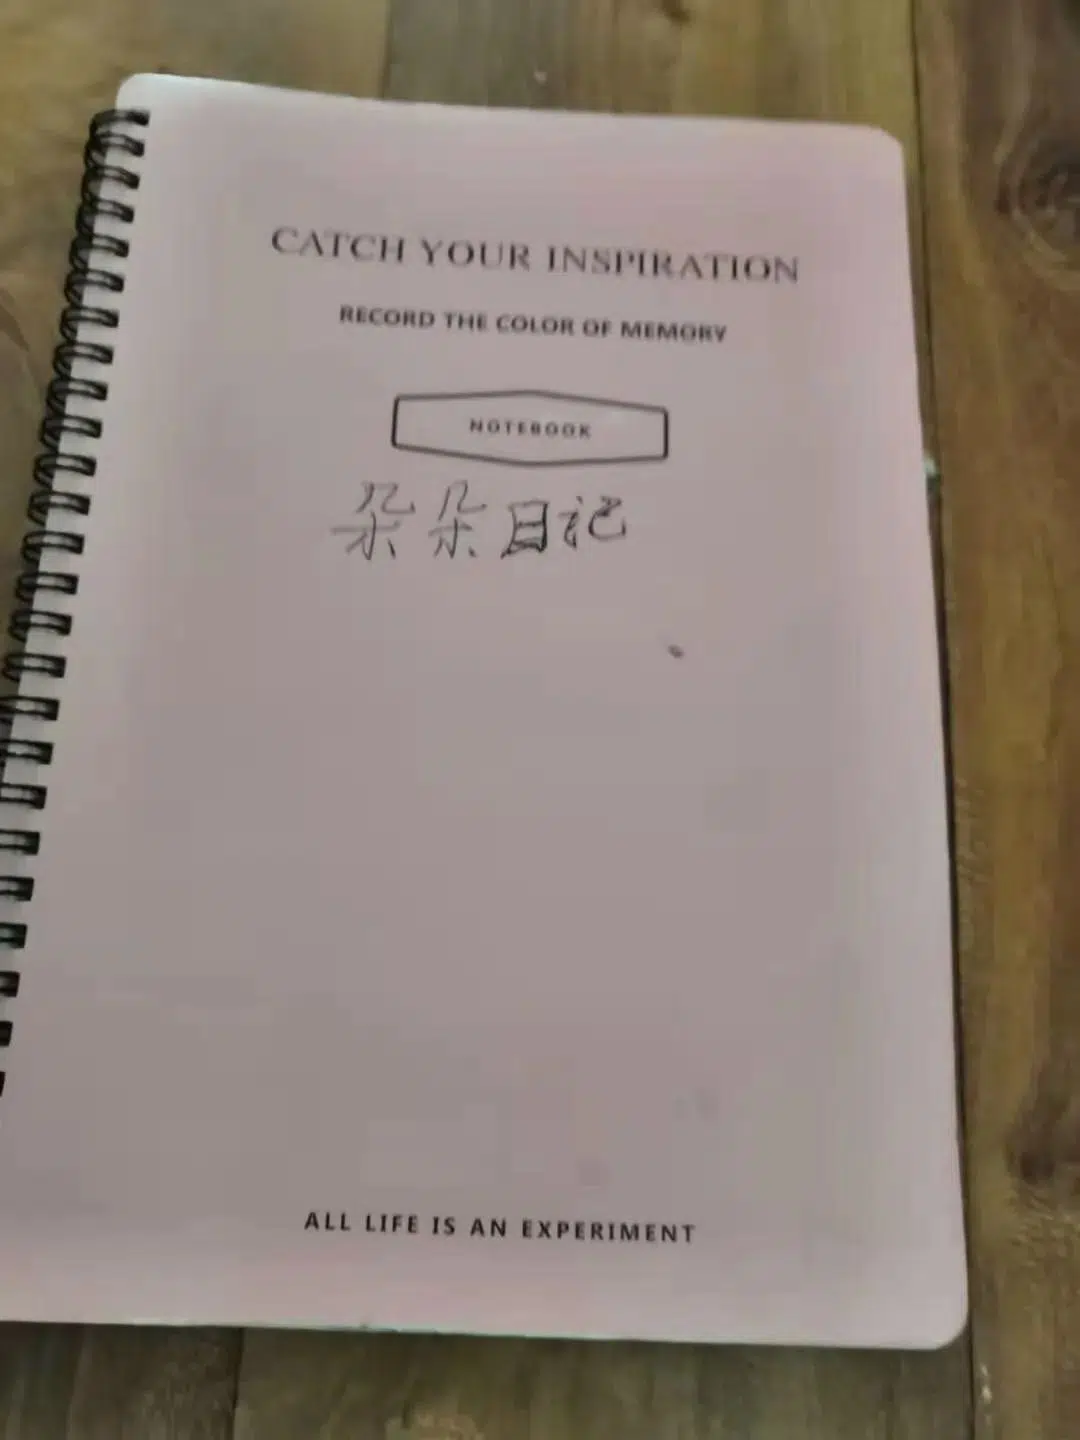 CATCH YOUR INSPIRATION
RECORD THE COLOR OF MEMORY
NOTEBOOK
朵朵日记
ALL LIFE IS AN EXPERIMENT